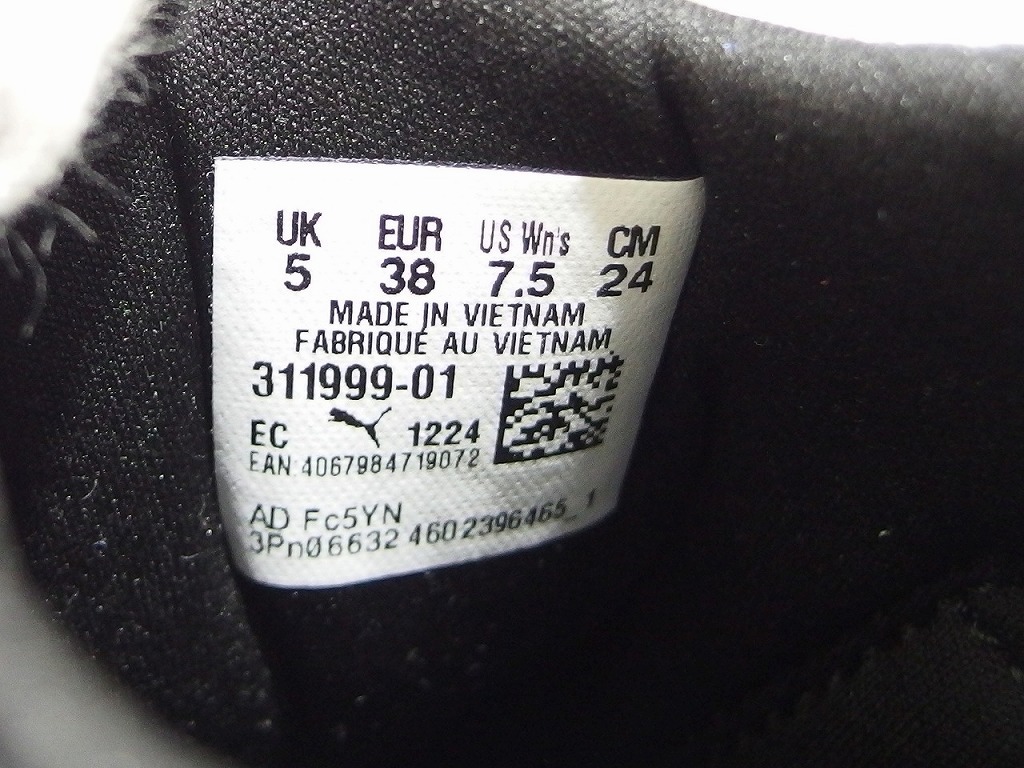 UK EUR US Wn's CM
5 38 7.5 24
MADE IN VIETNAM
FABRIQUE AU VIETNAM
311999-01
EC 1224
EAN:4067984719072
AD Fc5YN
3Pn06632 4602396465_1